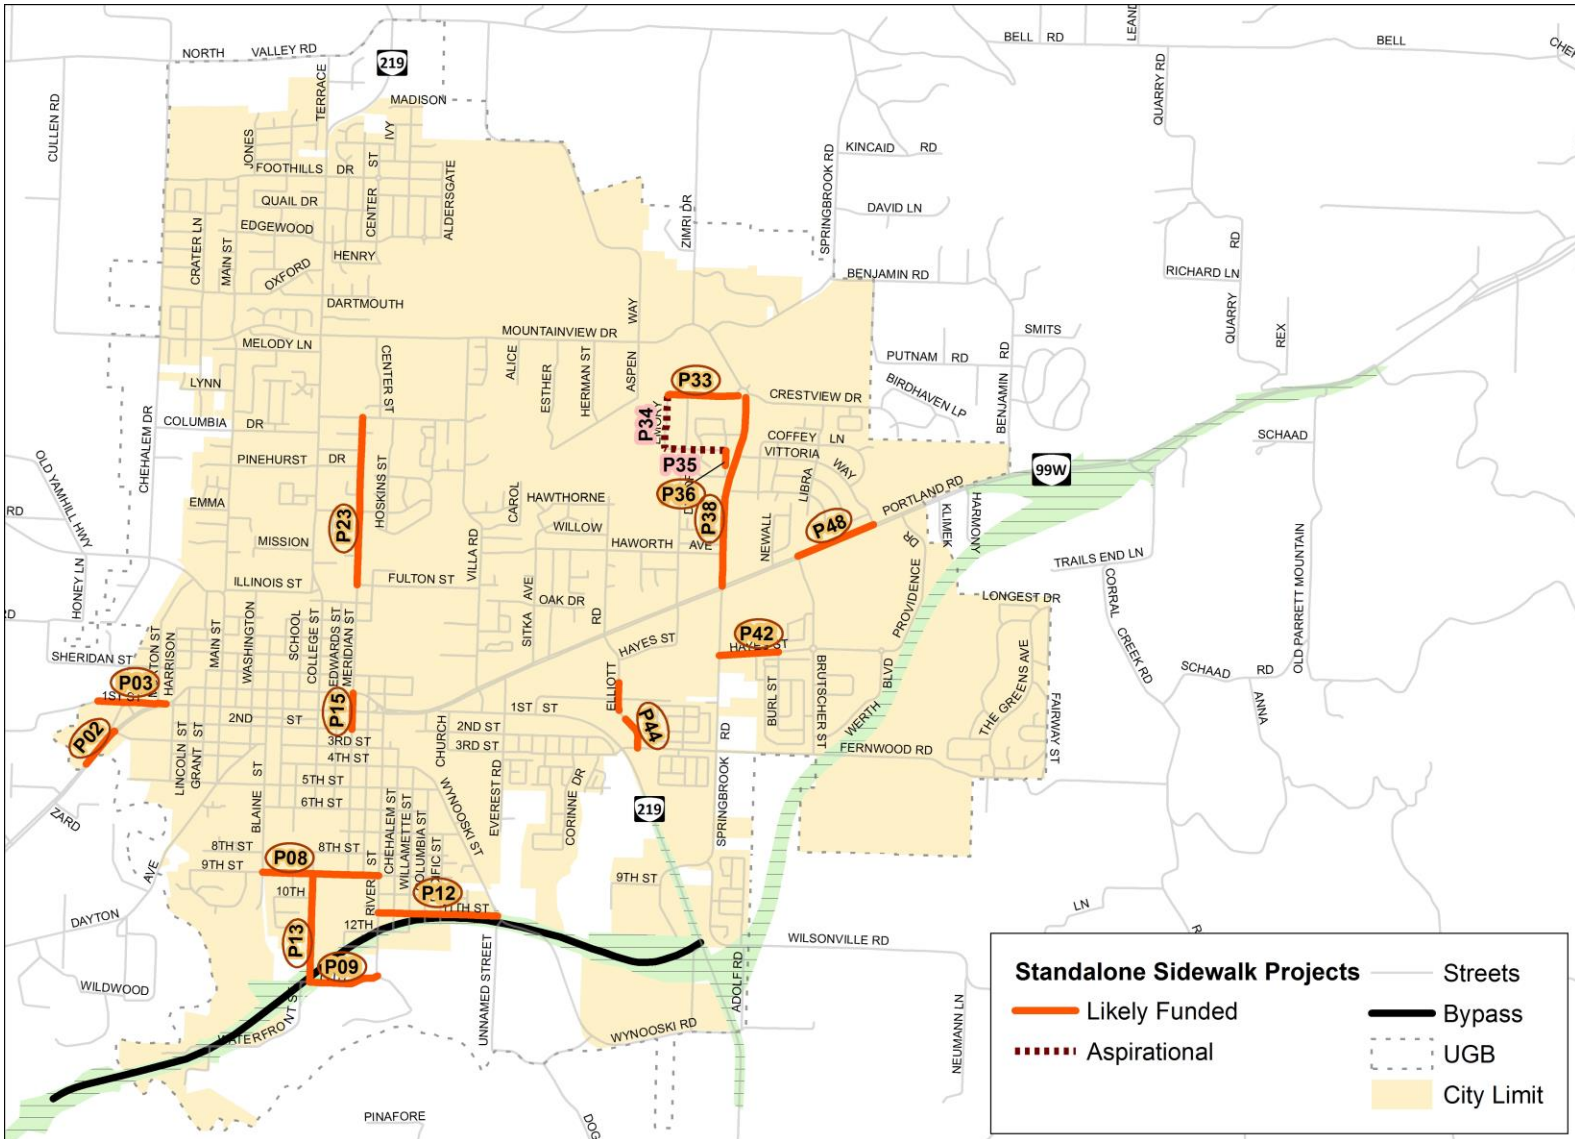 BELL RD
BELL
CHEH
LEAND
NORTH VALLEY RD
219
TERRACE
MADISON
IVY
QUARRY RD
CULLEN RD
JONES
FOOTHILLS DR
CENTER ST
ALDERSGATE
KINCAID RD
SPRINGBROOK RD
QUAIL DR
EDGEWOOD
ZIMRI DR
DAVID LN
CRATER LN
MAIN ST
HENRY
OXFORD
BENJAMIN RD
RICHARD LN
QUARRY RD
DARTMOUTH
MOUNTAINVIEW DR
ASPEN WAY
SMITS
REX
MELODY LN
CENTER ST
ALICE
ESTHER
HERMAN ST
PUTNAM RD
BENJAMIN RD
LYNN
P33
CRESTVIEW DR
BIRDHAVEN LP
P34
CHEHALEM DR
COLUMBIA DR
COFFEY LN
SCHAAD
OLD YAMHILL HWY
PINEHURST DR
HOSKINS ST
P35
VITTORIA WAY
99W
EMMA
CAROL
HAWTHORNE
P36
LIBRA
PORTLAND RD
RD
P23
WILLOW
P38
P48
KLIMEK
HARMONY
MISSION
VILLA RD
HAWORTH AVE
NEWALL
DR
TRAILS END LN
OLD PARRETT MOUNTAIN
HONEY LN
ILLINOIS ST
FULTON ST
SITKA AVE
OAK DR
RD
PROVIDENCE
LONGEST DR
CORRAL CREEK RD
MAIN ST
WASHINGTON
SCHOOL
COLLEGE ST
EDWARDS ST
MERIDIAN ST
HAYES ST
P42
HAYES ST
SHERIDAN ST
HARRISON
P03
1ST ST
ELLIOTT
BRUTSCHER ST
BLVD
THE GREENS AVE
SCHAAD RD
P15
1ST ST
BURL ST
WERTH
FAIRWAY ST
ANNA
P02
LINCOLN ST
GRANT ST
2ND ST
CHURCH
2ND ST
P44
3RD ST
3RD ST
RD
FERNWOOD RD
4TH ST
5TH ST
6TH ST
BLAINE ST
WYNOOSKI ST
EVEREST RD
CORINNE DR
219
SPRINGBROOK
ZARD
CHEHALEM ST
WILLAMETTE ST
8TH ST
8TH ST
P08
9TH ST
AVE
10TH
RIVER ST
P12
11TH ST
9TH ST
DAYTON
P13
12TH
UNNAMED STREET
WILSONVILLE RD
LN
P09
WILDWOOD
ADOLF RD
NEUMANN LN
WATERFRONT ST
WYNOOSKI RD
PINAFORE
DOG
Standalone Sidewalk Projects
Likely Funded
Aspirational
Streets
Bypass
UGB
City Limit